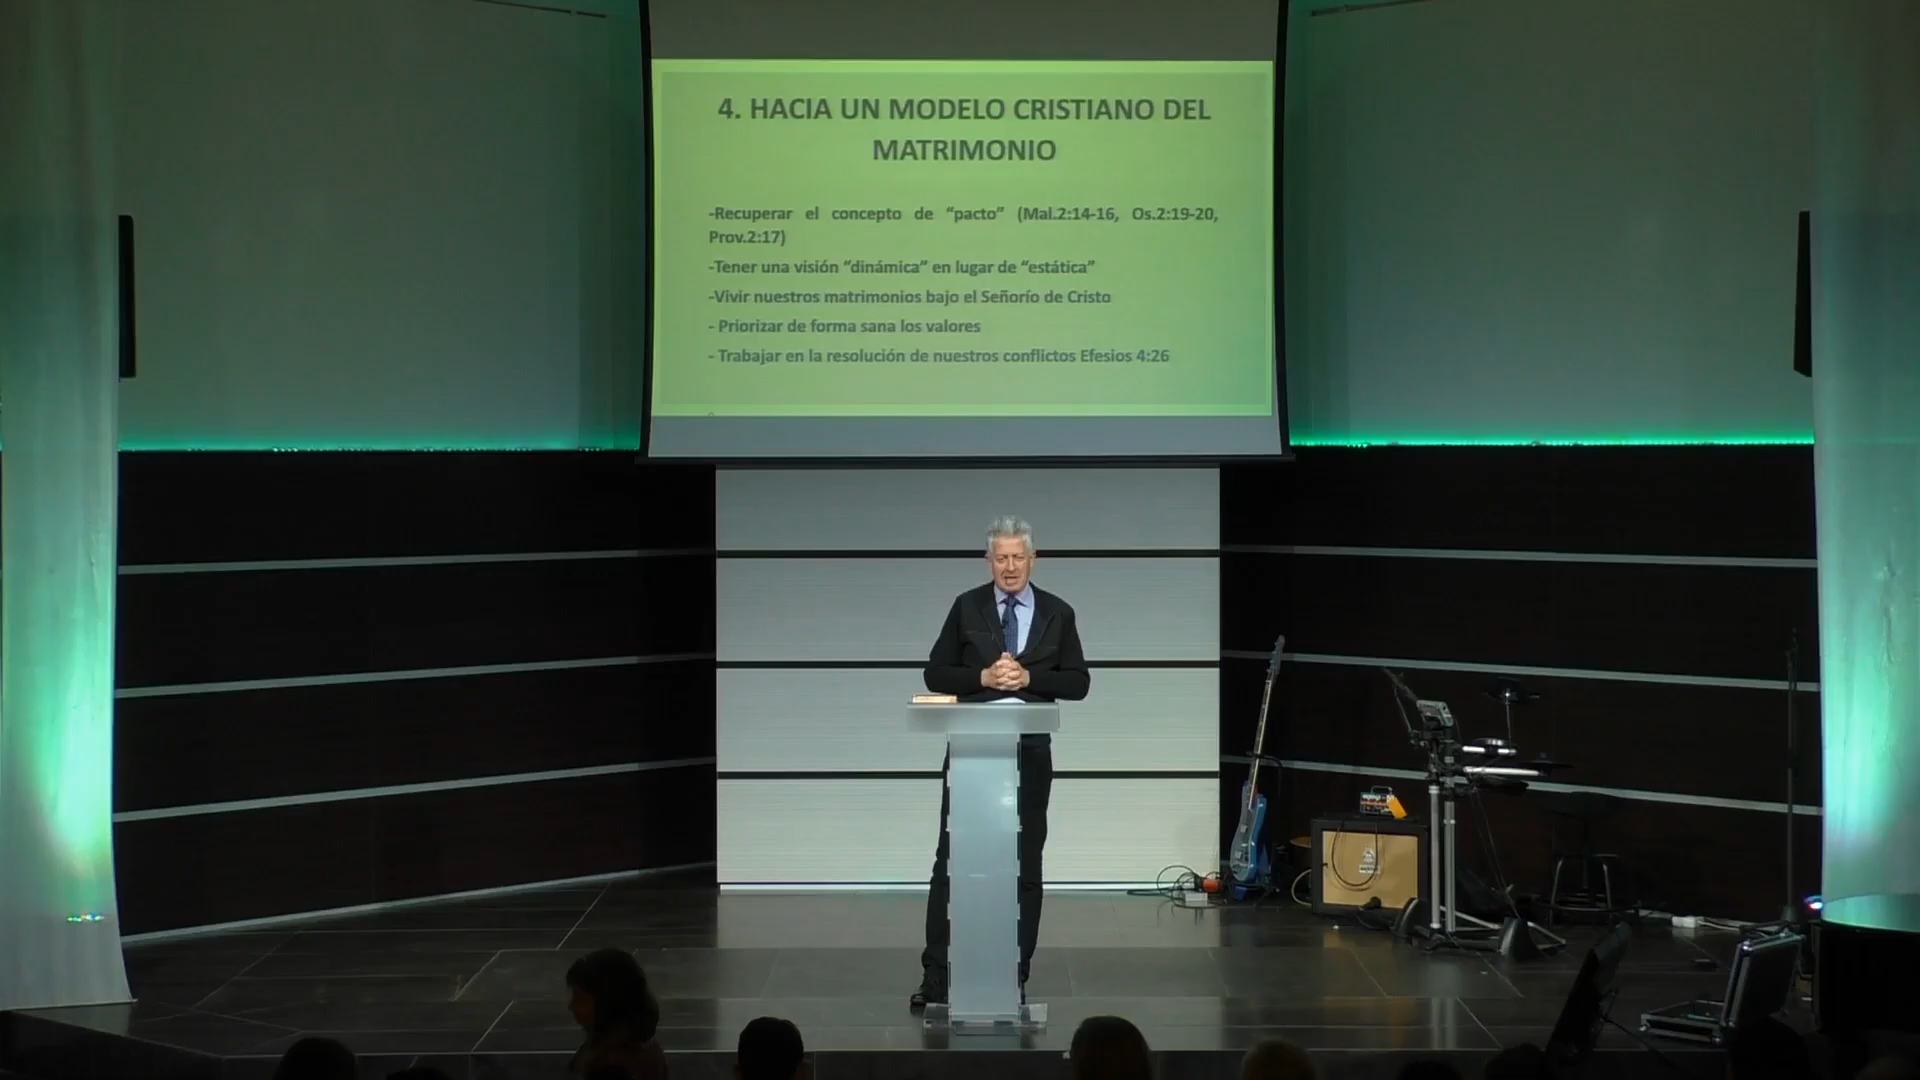 4. HACIA UN MODELO CRISTIANO DEL
MATRIMONIO
-Recuperar el concepto de “pacto” (Mal.2:14-16, Os.2:19-20,
Prov.2:17)
-Tener una visión “dinámica” en lugar de “estática”
-Vivir nuestros matrimonios bajo el Señorío de Cristo
- Priorizar de forma sana los valores
- Trabajar en la resolución de nuestros conflictos Efesios 4:26